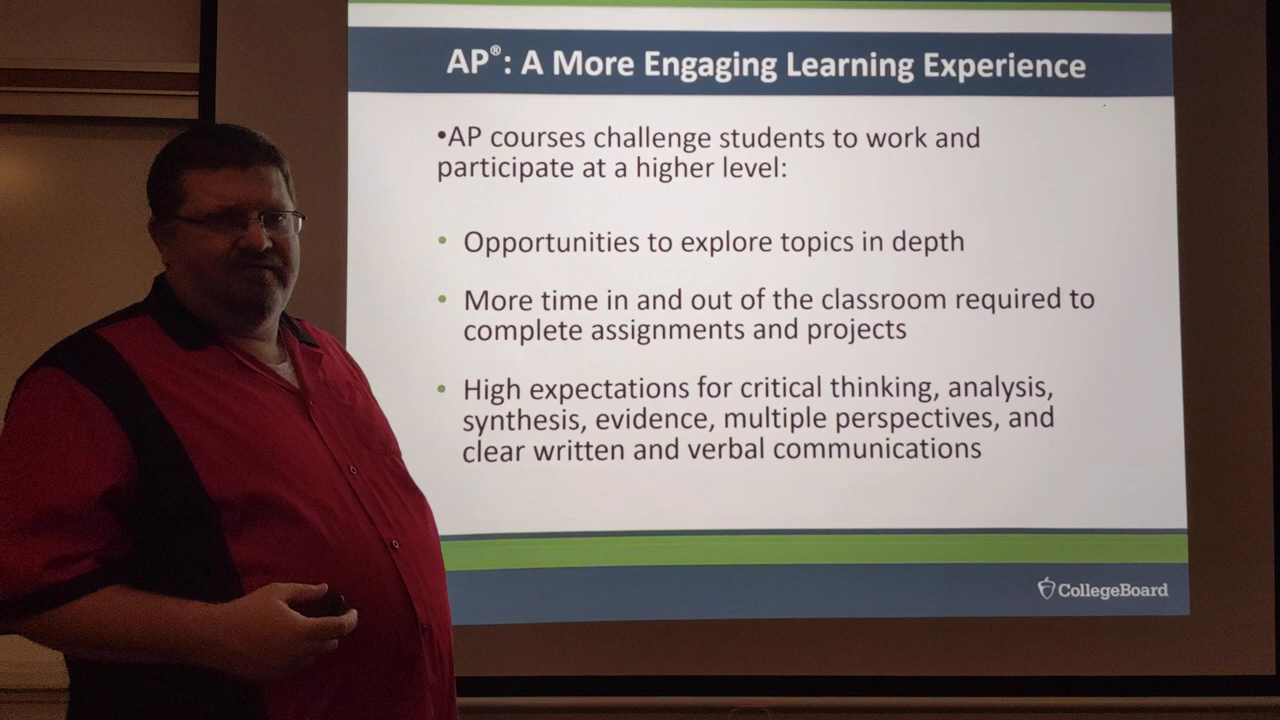 AP®: A More Engaging Learning Experience
•AP courses challenge students to work and
participate at a higher level:
• Opportunities to explore topics in depth
• More time in and out of the classroom required to
complete assignments and projects
• High expectations for critical thinking, analysis,
synthesis, evidence, multiple perspectives, and
clear written and verbal communications
CollegeBoard